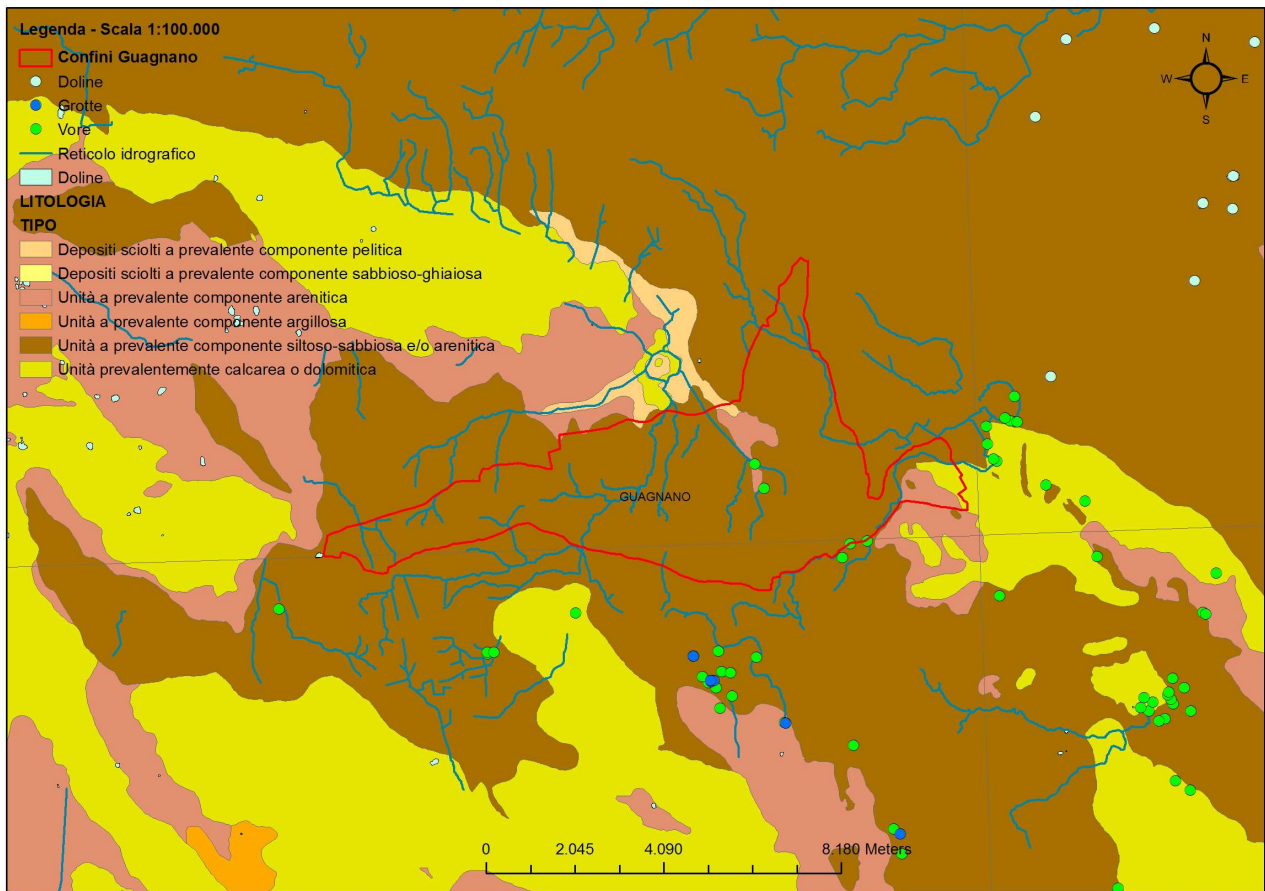 Legenda - Scala 1:100.000
Confini Guagnano
Doline
Grotte
Vore
Reticolo idrografico
Doline
LITOLOGIA
TIPO
Depositi sciolti a prevalente componente pelitica
Depositi sciolti a prevalente componente sabbioso-ghiaiosa
Unità a prevalente componente arenitica
Unità a prevalente componente argillosa
Unità a prevalente componente siltoso-sabbiosa e/o arenitica
Unità prevalentemente calcarea o dolomitica
N
W E
S
GUAGNANO
0 2.045 4.090 8.180 Meters